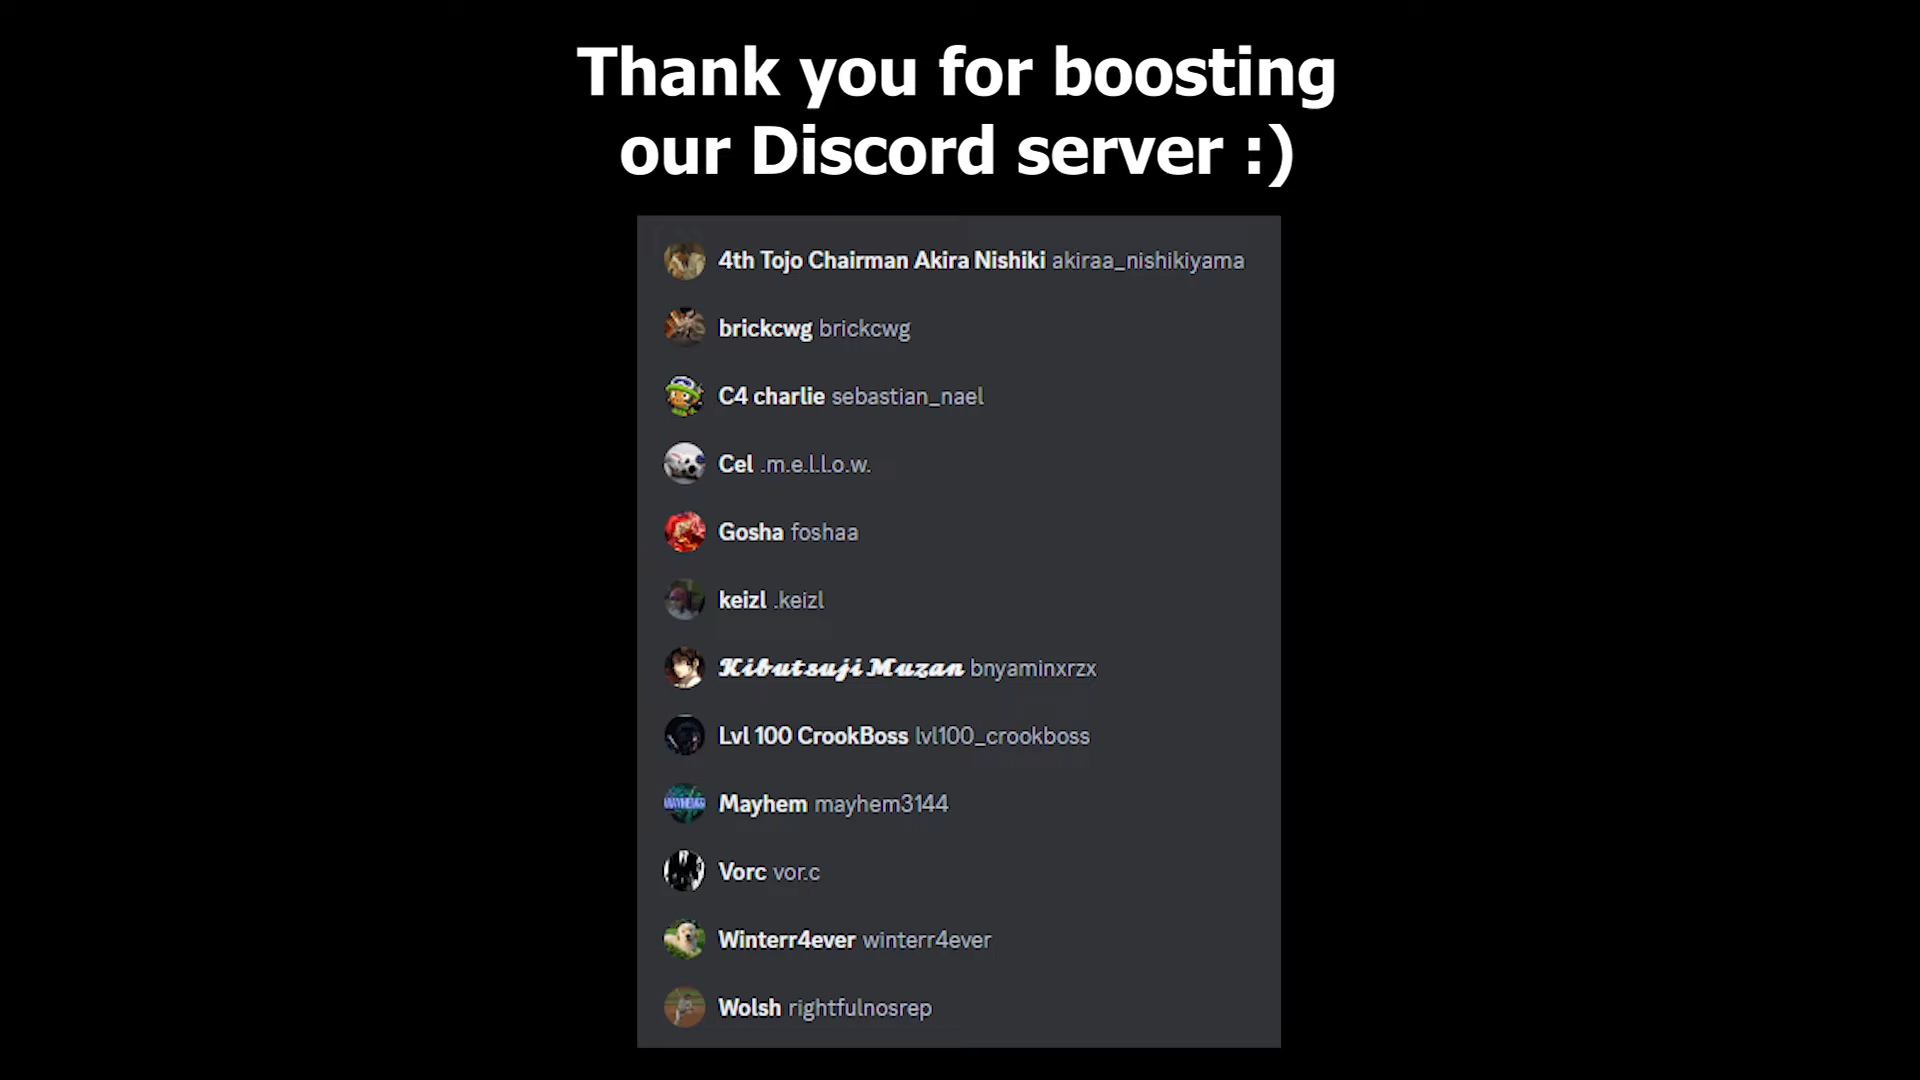 Thank you for boosting
our Discord server :)
4th Tojo Chairman Akira Nishiki akiraa_nishikiyama
brickcwg brickcwg
C4 charlie sebastian_nael
Cel .m.e.l.l.o.w.
Gosha foshaa
keizl .keizl
𝓚𝓲𝓫𝓾𝓽𝓼𝓾𝓳𝓲 𝓜𝓾𝔃𝓪𝓷 bnyaminxrzx
Lvl 100 CrookBoss lvl100_crookboss
Mayhem mayhem3144
Vorc vor.c
Winterr4ever winterr4ever
Wolsh rightfulnosrep